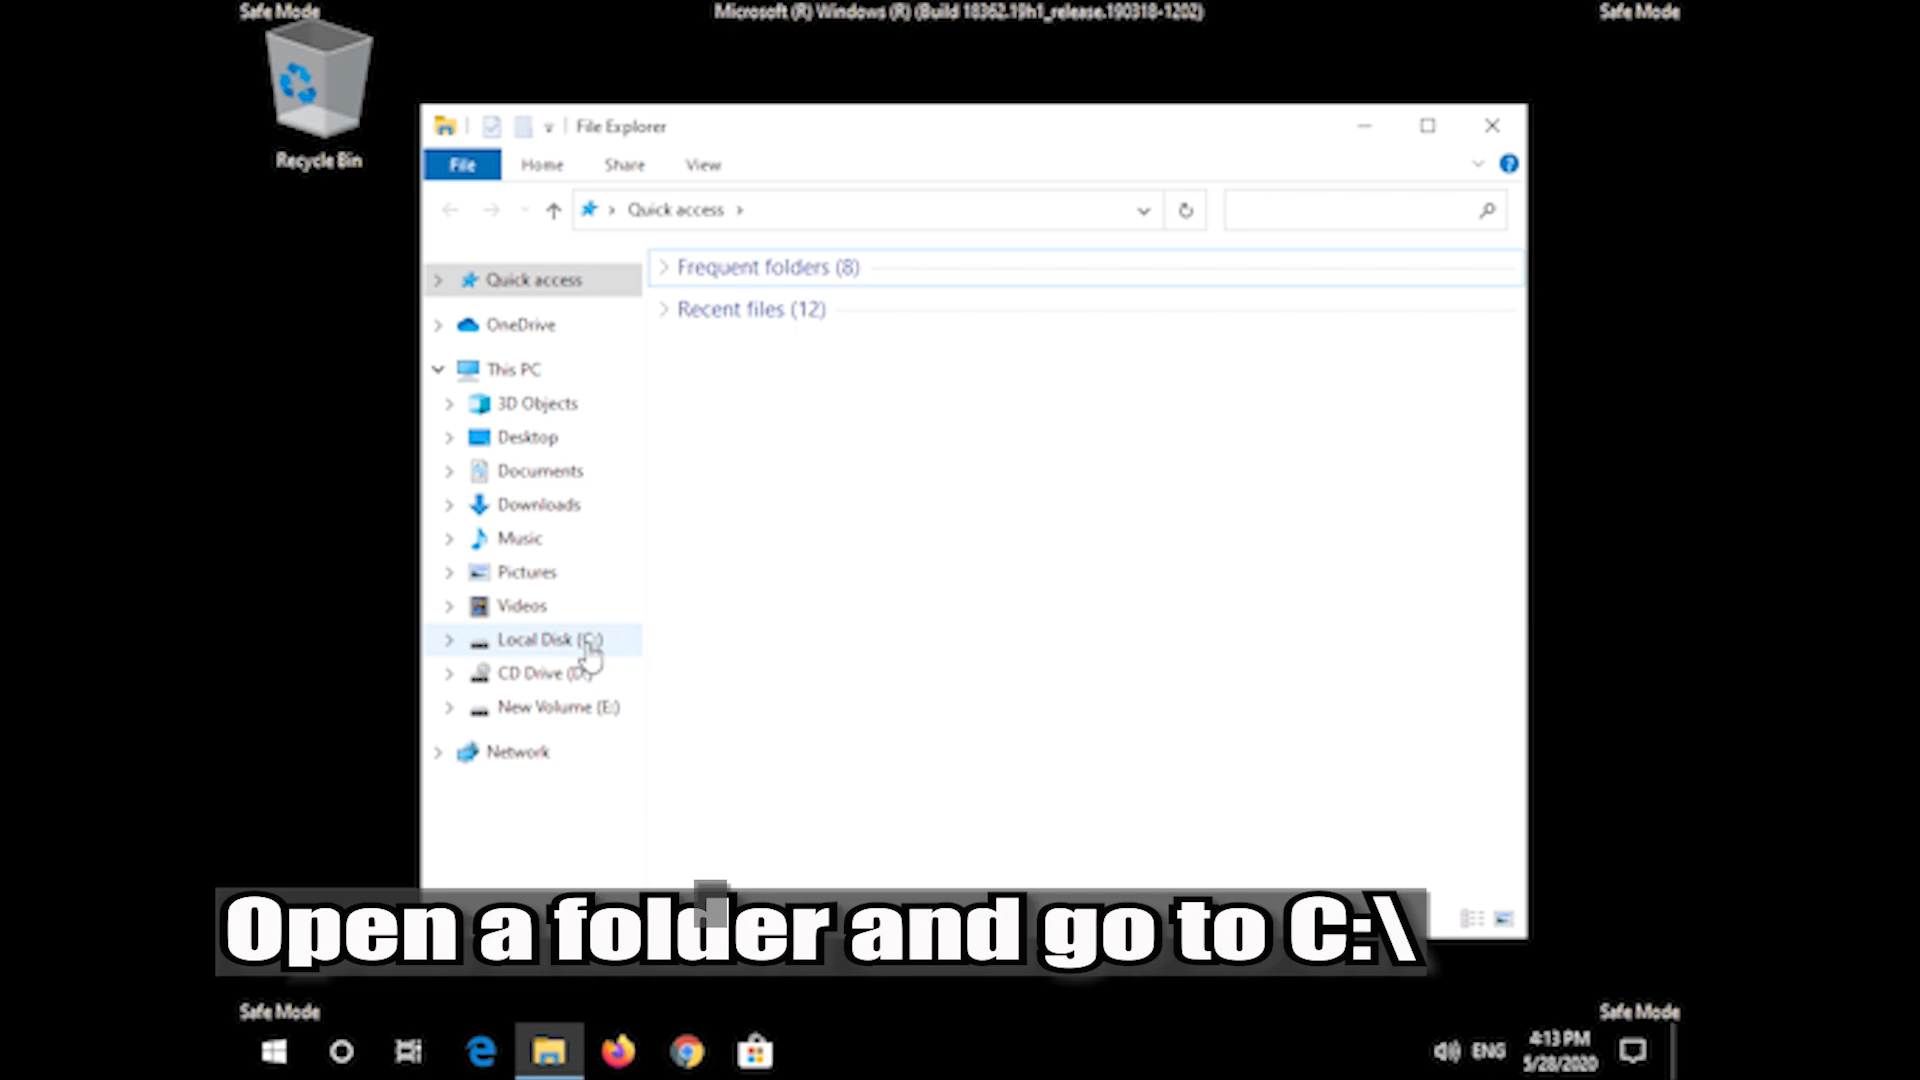 Safe Mode
Microsoft (R) Windows (R) (Build 18362.19h1_release.190318-1202)
Safe Mode
Recycle Bin
File Explorer
File
Home
Share
View
Quick access
Frequent folders (8)
Recent files (12)
Quick access
OneDrive
This PC
3D Objects
Desktop
Documents
Downloads
Music
Pictures
Videos
Local Disk (C:)
CD Drive (D:)
New Volume (E:)
Network
Open a folder and go to C:\
Safe Mode
Safe Mode
ENG
4:13 PM
5/28/2020